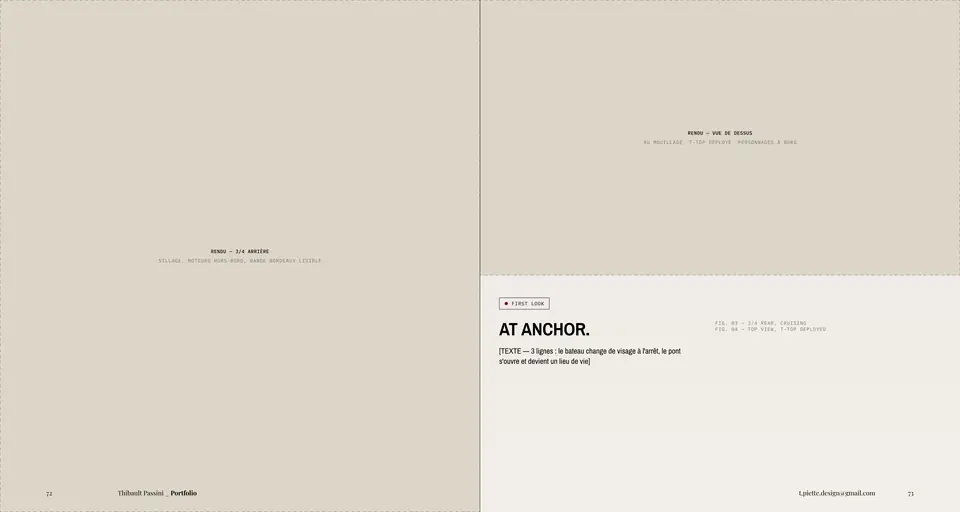 RENDU — 3/4 ARRIÈRE
SILLAGE, MOTEURS HORS-BORD, BANDE BORDEAUX LISIBLE
72
Thibault Passini _ Portfolio
RENDU — VUE DE DESSUS
AU MOUILLAGE, T-TOP DÉPLOYÉ, PERSONNAGES À BORD
FIRST LOOK
AT ANCHOR.
[TEXTE — 3 lignes : le bateau change de visage à l'arrêt, le pont
s'ouvre et devient un lieu de vie]
FIG. 03 — 3/4 REAR, CRUISING
FIG. 04 — TOP VIEW, T-TOP DEPLOYED
t.piette.design@gmail.com
73